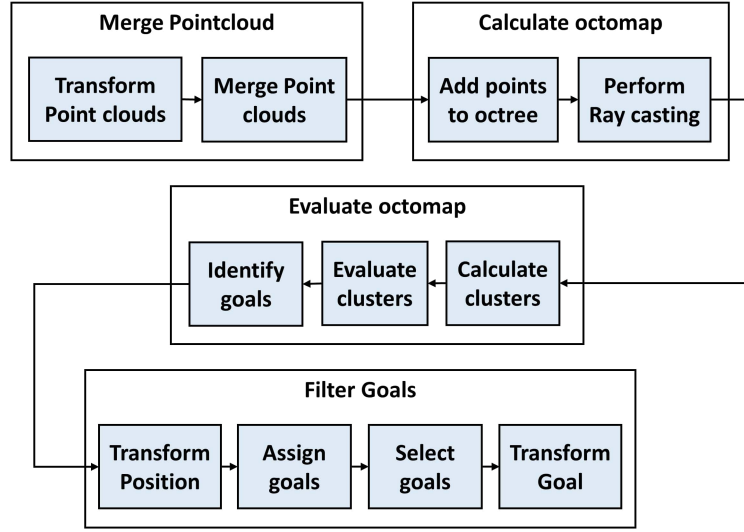 Merge Pointcloud
Transform
Point clouds
Merge Point
clouds
Calculate octomap
Add points
to octree
Perform
Ray casting
Evaluate octomap
Identify
goals
Evaluate
clusters
Calculate
clusters
Filter Goals
Transform
Position
Assign
goals
Select
goals
Transform
Goal